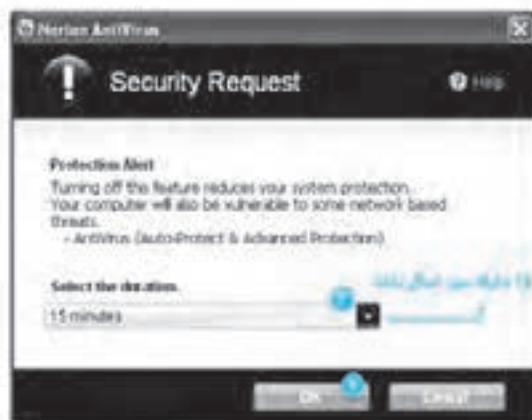 Norton AntiVirus
Security Request
Help
Protection Alert
Turning off the feature reduces your system protection.
Your computer will also be vulnerable to some network based
threats.
- AntiVirus (Auto-Protect & Advanced Protection)
Select the duration.
15 minutes
OK
Cancel